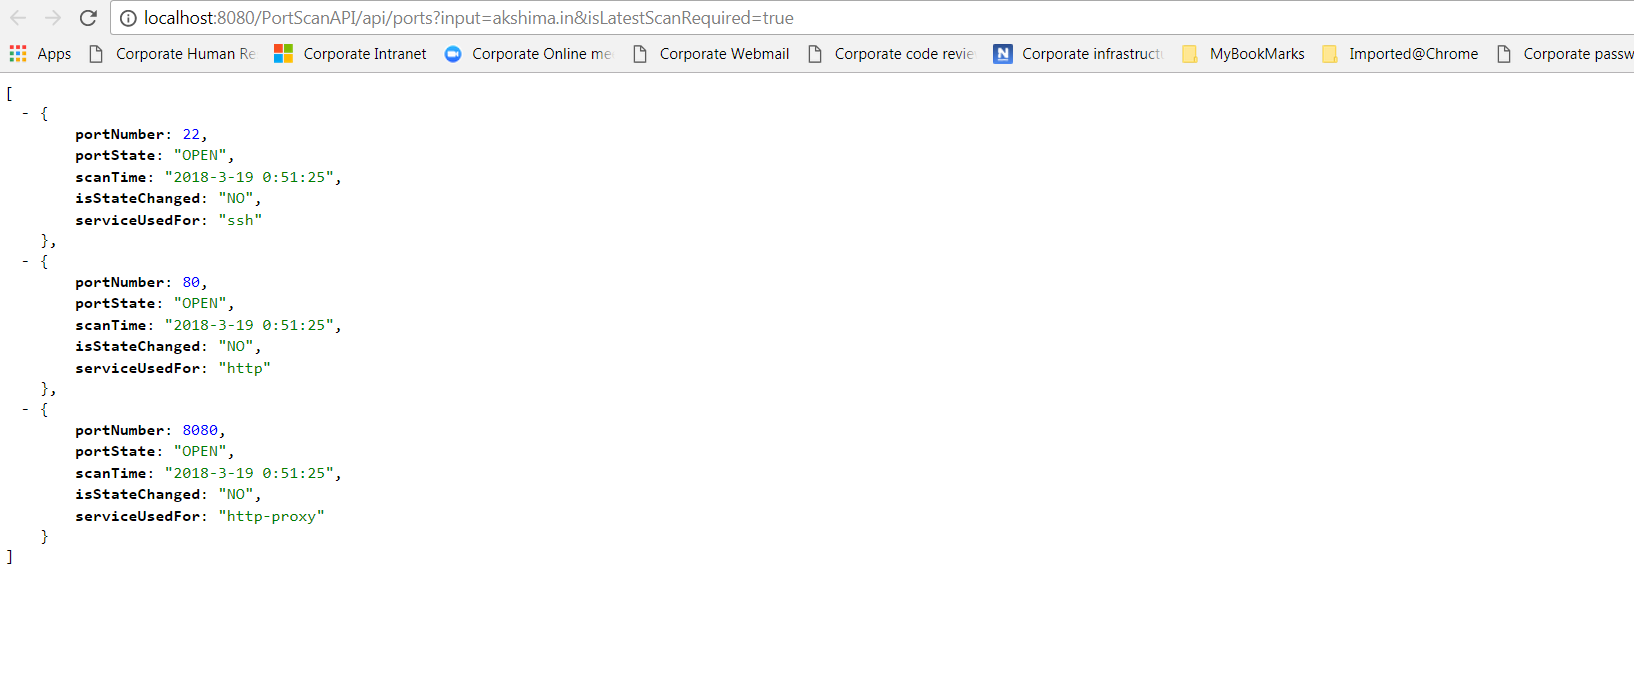 localhost:8080/PortScanAPI/api/ports?input=akshima.in&isLatestScanRequired=true
Apps Corporate Human Re Corporate Intranet Corporate Online me N Corporate Webmail Corporate code revie Corporate infrastruct MyBookMarks Imported@Chrome Corporate passw
[
- {
portNumber: 22,
portState: "OPEN",
scanTime: "2018-3-19 0:51:25",
isStateChanged: "NO",
serviceUsedFor: "ssh"
},
- {
portNumber: 80,
portState: "OPEN",
scanTime: "2018-3-19 0:51:25",
isStateChanged: "NO",
serviceUsedFor: "http"
},
- {
portNumber: 8080,
portState: "OPEN",
scanTime: "2018-3-19 0:51:25",
isStateChanged: "NO",
serviceUsedFor: "http-proxy"
}
]